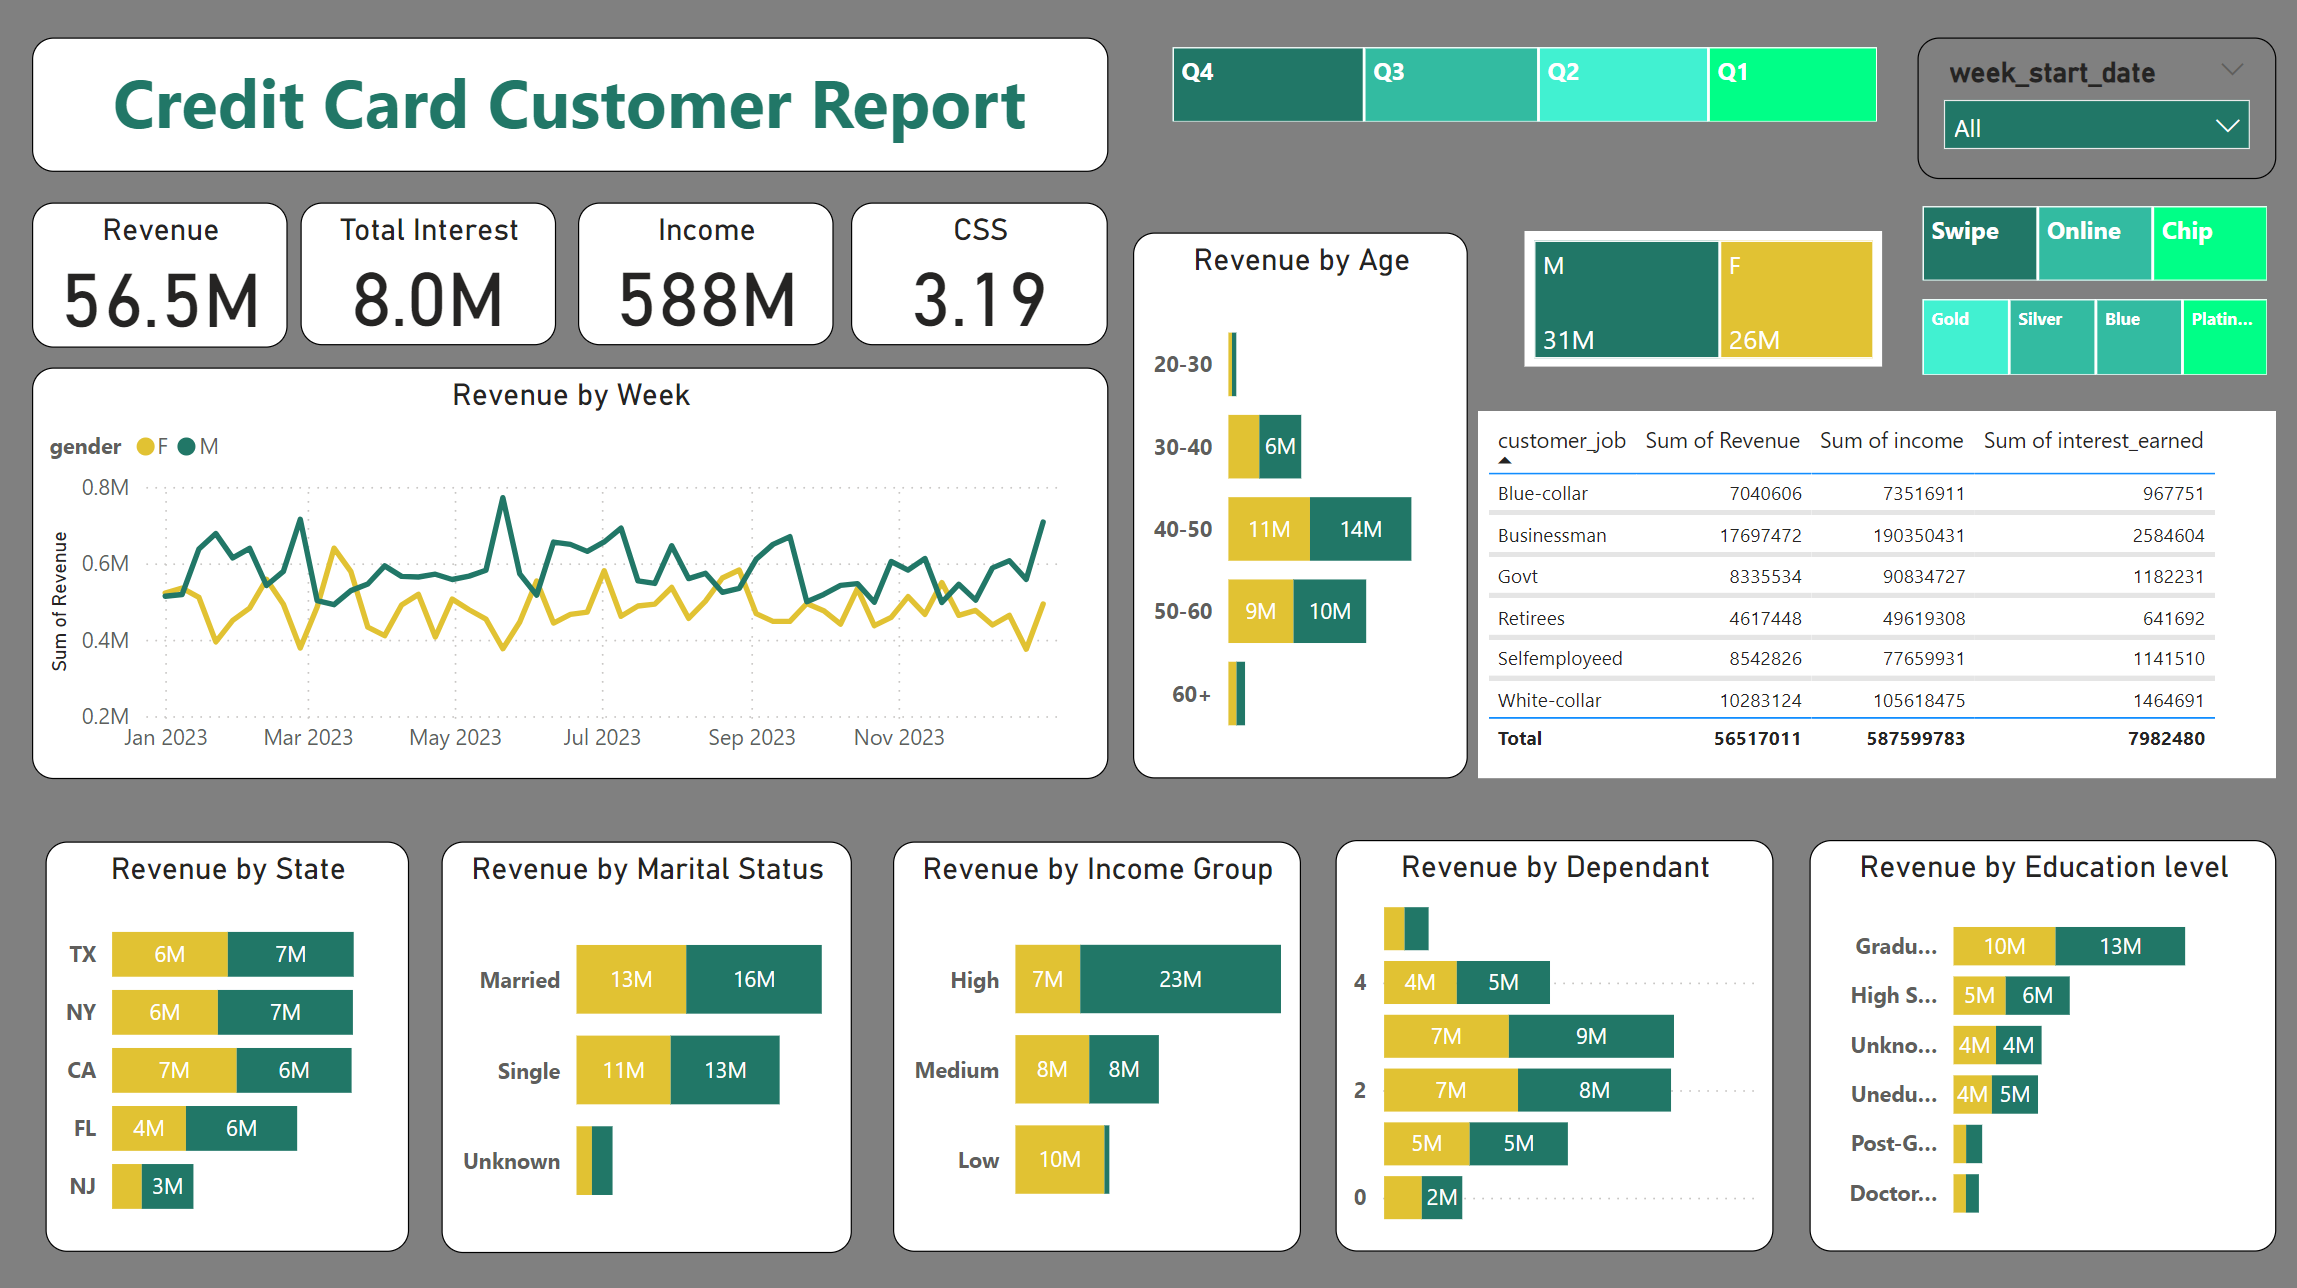 Credit Card Customer Report
Q4 Q3 Q2 Q1
week_start_date
All
Revenue
56.5M
Total Interest
8.0M
Income
588M
CSS
3.19
Swipe Online Chip
Gold Silver Blue Platin...
M F
31M 26M
Revenue by Week
gender F M
Sum of Revenue
0.8M
0.6M
0.4M
0.2M
Jan 2023 Mar 2023 May 2023 Jul 2023 Sep 2023 Nov 2023
Revenue by Age
20-30
30-40 6M
40-50 11M 14M
50-60 9M 10M
60+
customer_job Sum of Revenue Sum of income Sum of interest_earned
Blue-collar 7040606 73516911 967751
Businessman 17697472 190350431 2584604
Govt 8335534 90834727 1182231
Retirees 4617448 49619308 641692
Selfemployeed 8542826 77659931 1141510
White-collar 10283124 105618475 1464691
Total 56517011 587599783 7982480
Revenue by State
TX 6M 7M
NY 6M 7M
CA 7M 6M
FL 4M 6M
NJ 3M
Revenue by Marital Status
Married 13M 16M
Single 11M 13M
Unknown
Revenue by Income Group
High 7M 23M
Medium 8M 8M
Low 10M
Revenue by Dependant
4 4M 5M
7M 9M
2 7M 8M
5M 5M
0 2M
Revenue by Education level
Gradu... 10M 13M
High S... 5M 6M
Unkno... 4M 4M
Unedu... 4M 5M
Post-G...
Doctor...